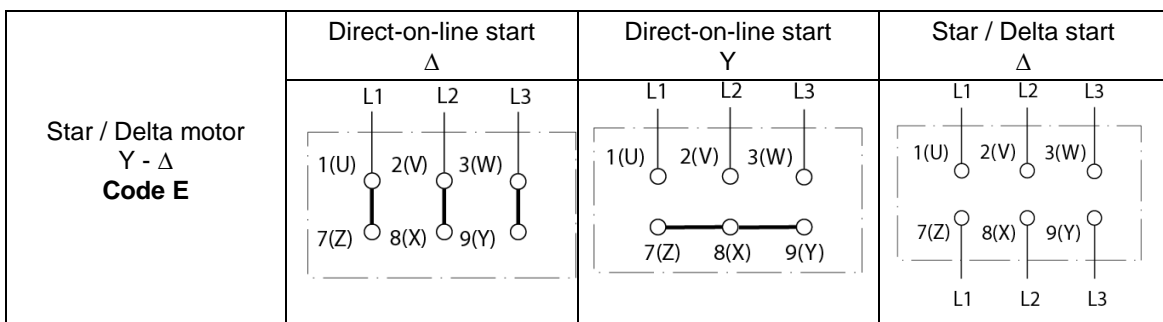 Star / Delta motor
Y - Δ
Code E
Direct-on-line start
Δ
L1 L2 L3
1(U) 2(V) 3(W)
7(Z) 8(X) 9(Y)
Direct-on-line start
Y
L1 L2 L3
1(U) 2(V) 3(W)
7(Z) 8(X) 9(Y)
Star / Delta start
Δ
L1 L2 L3
1(U) 2(V) 3(W)
7(Z) 8(X) 9(Y)
L1 L2 L3